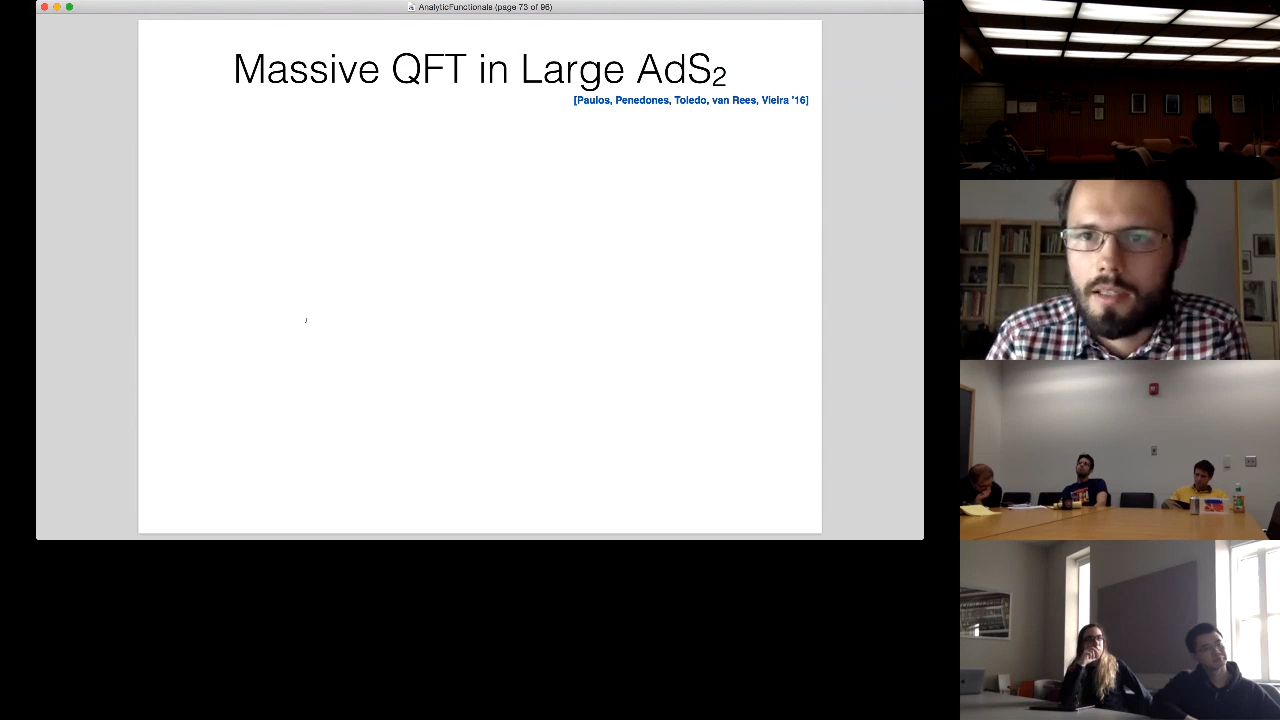 AnalyticFunctionals (page 73 of 96)
Massive QFT in Large AdS₂
[Paulos, Penedones, Toledo, van Rees, Vieira '16]